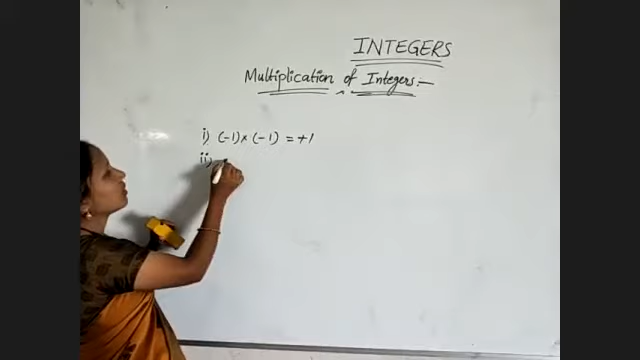 INTEGERS
Multiplication of Integers:-
i) (-1)× (-1) = +1
ii)